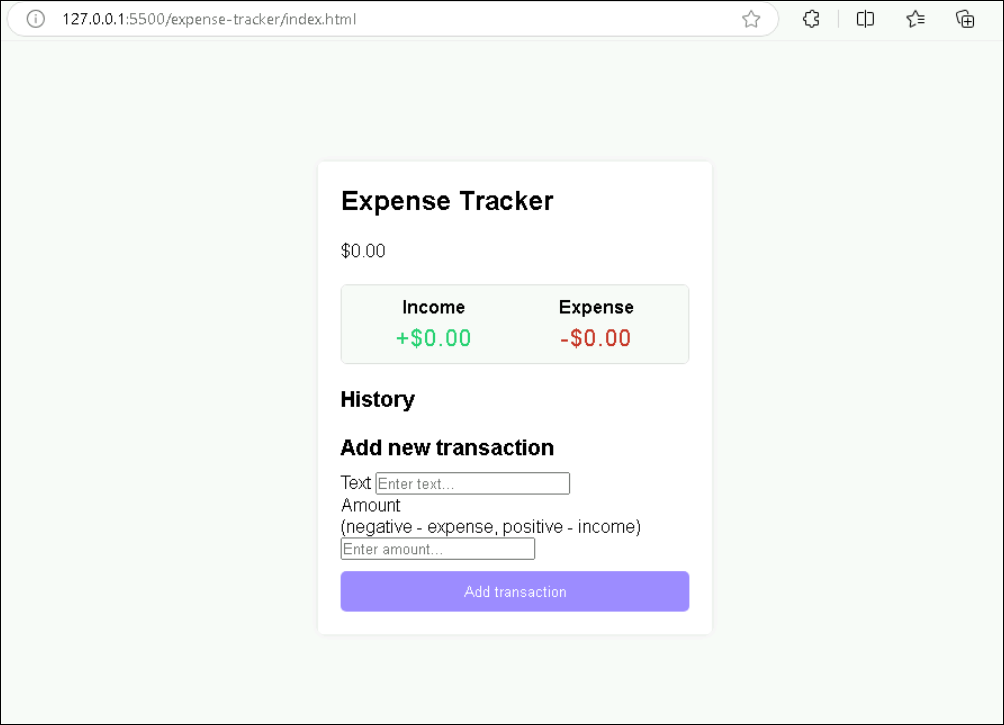 127.0.0.1:5500/expense-tracker/index.html
Expense Tracker
$0.00
Income Expense
+$0.00 -$0.00
History
Add new transaction
Text Enter text...
Amount
(negative - expense, positive - income)
Enter amount...
Add transaction